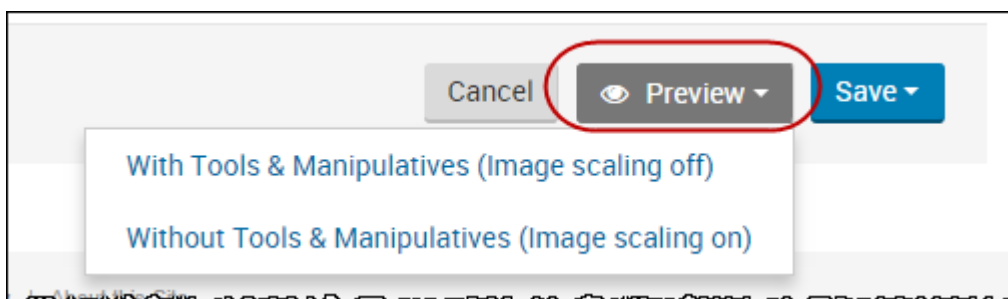 Cancel Preview Save
With Tools & Manipulatives (Image scaling off)
Without Tools & Manipulatives (Image scaling on)